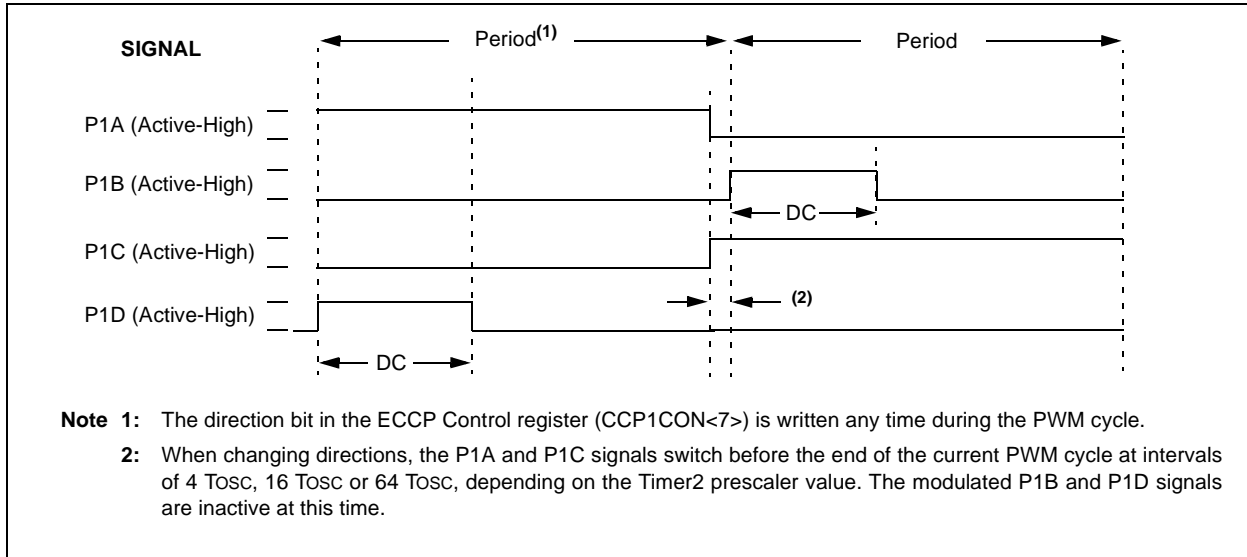 SIGNAL
Period(1)
Period
P1A (Active-High)
P1B (Active-High)
DC
P1C (Active-High)
(2)
P1D (Active-High)
DC
Note 1: The direction bit in the ECCP Control register (CCP1CON<7>) is written any time during the PWM cycle.
2: When changing directions, the P1A and P1C signals switch before the end of the current PWM cycle at intervals
of 4 TOSC, 16 TOSC or 64 TOSC, depending on the Timer2 prescaler value. The modulated P1B and P1D signals
are inactive at this time.